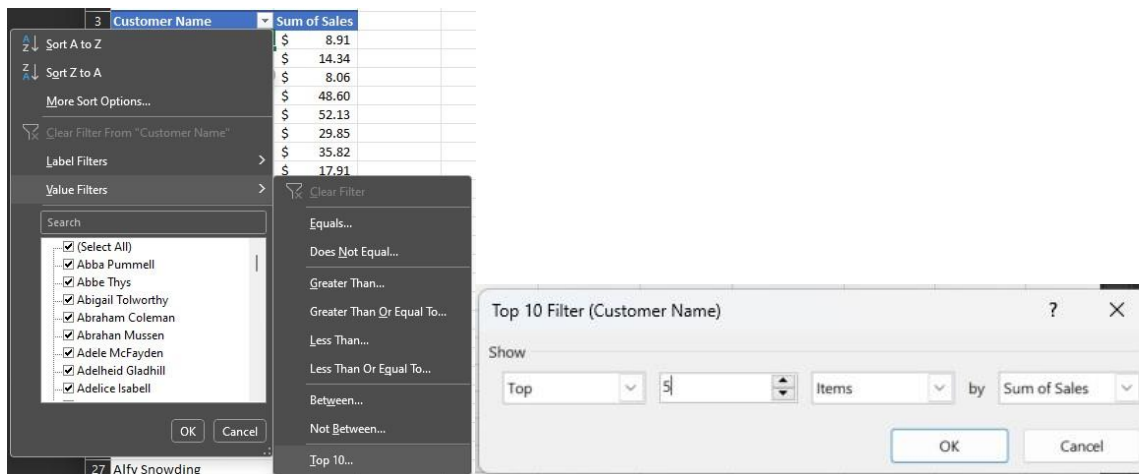 3 Customer Name Sum of Sales
Sort A to Z
$ 8.91
$ 14.34
Sort Z to A
$ 8.06
More Sort Options...
$ 48.60
$ 52.13
Clear Filter From "Customer Name"
$ 29.85
Label Filters
$ 35.82
$ 17.91
Value Filters
Search
(Select All)
Abba Pummell
Abbe Thys
Abigail Tolworthy
Abraham Coleman
Abrahan Mussen
Adele McFayden
Adelheid Gladhill
Adelice Isabell
OK Cancel
27 Alfy Snowding
Clear Filter
Equals...
Does Not Equal...
Greater Than...
Greater Than Or Equal To...
Less Than...
Less Than Or Equal To...
Between...
Not Between...
Top 10...
Top 10 Filter (Customer Name) ?
Show
Top 5 Items by Sum of Sales
OK Cancel